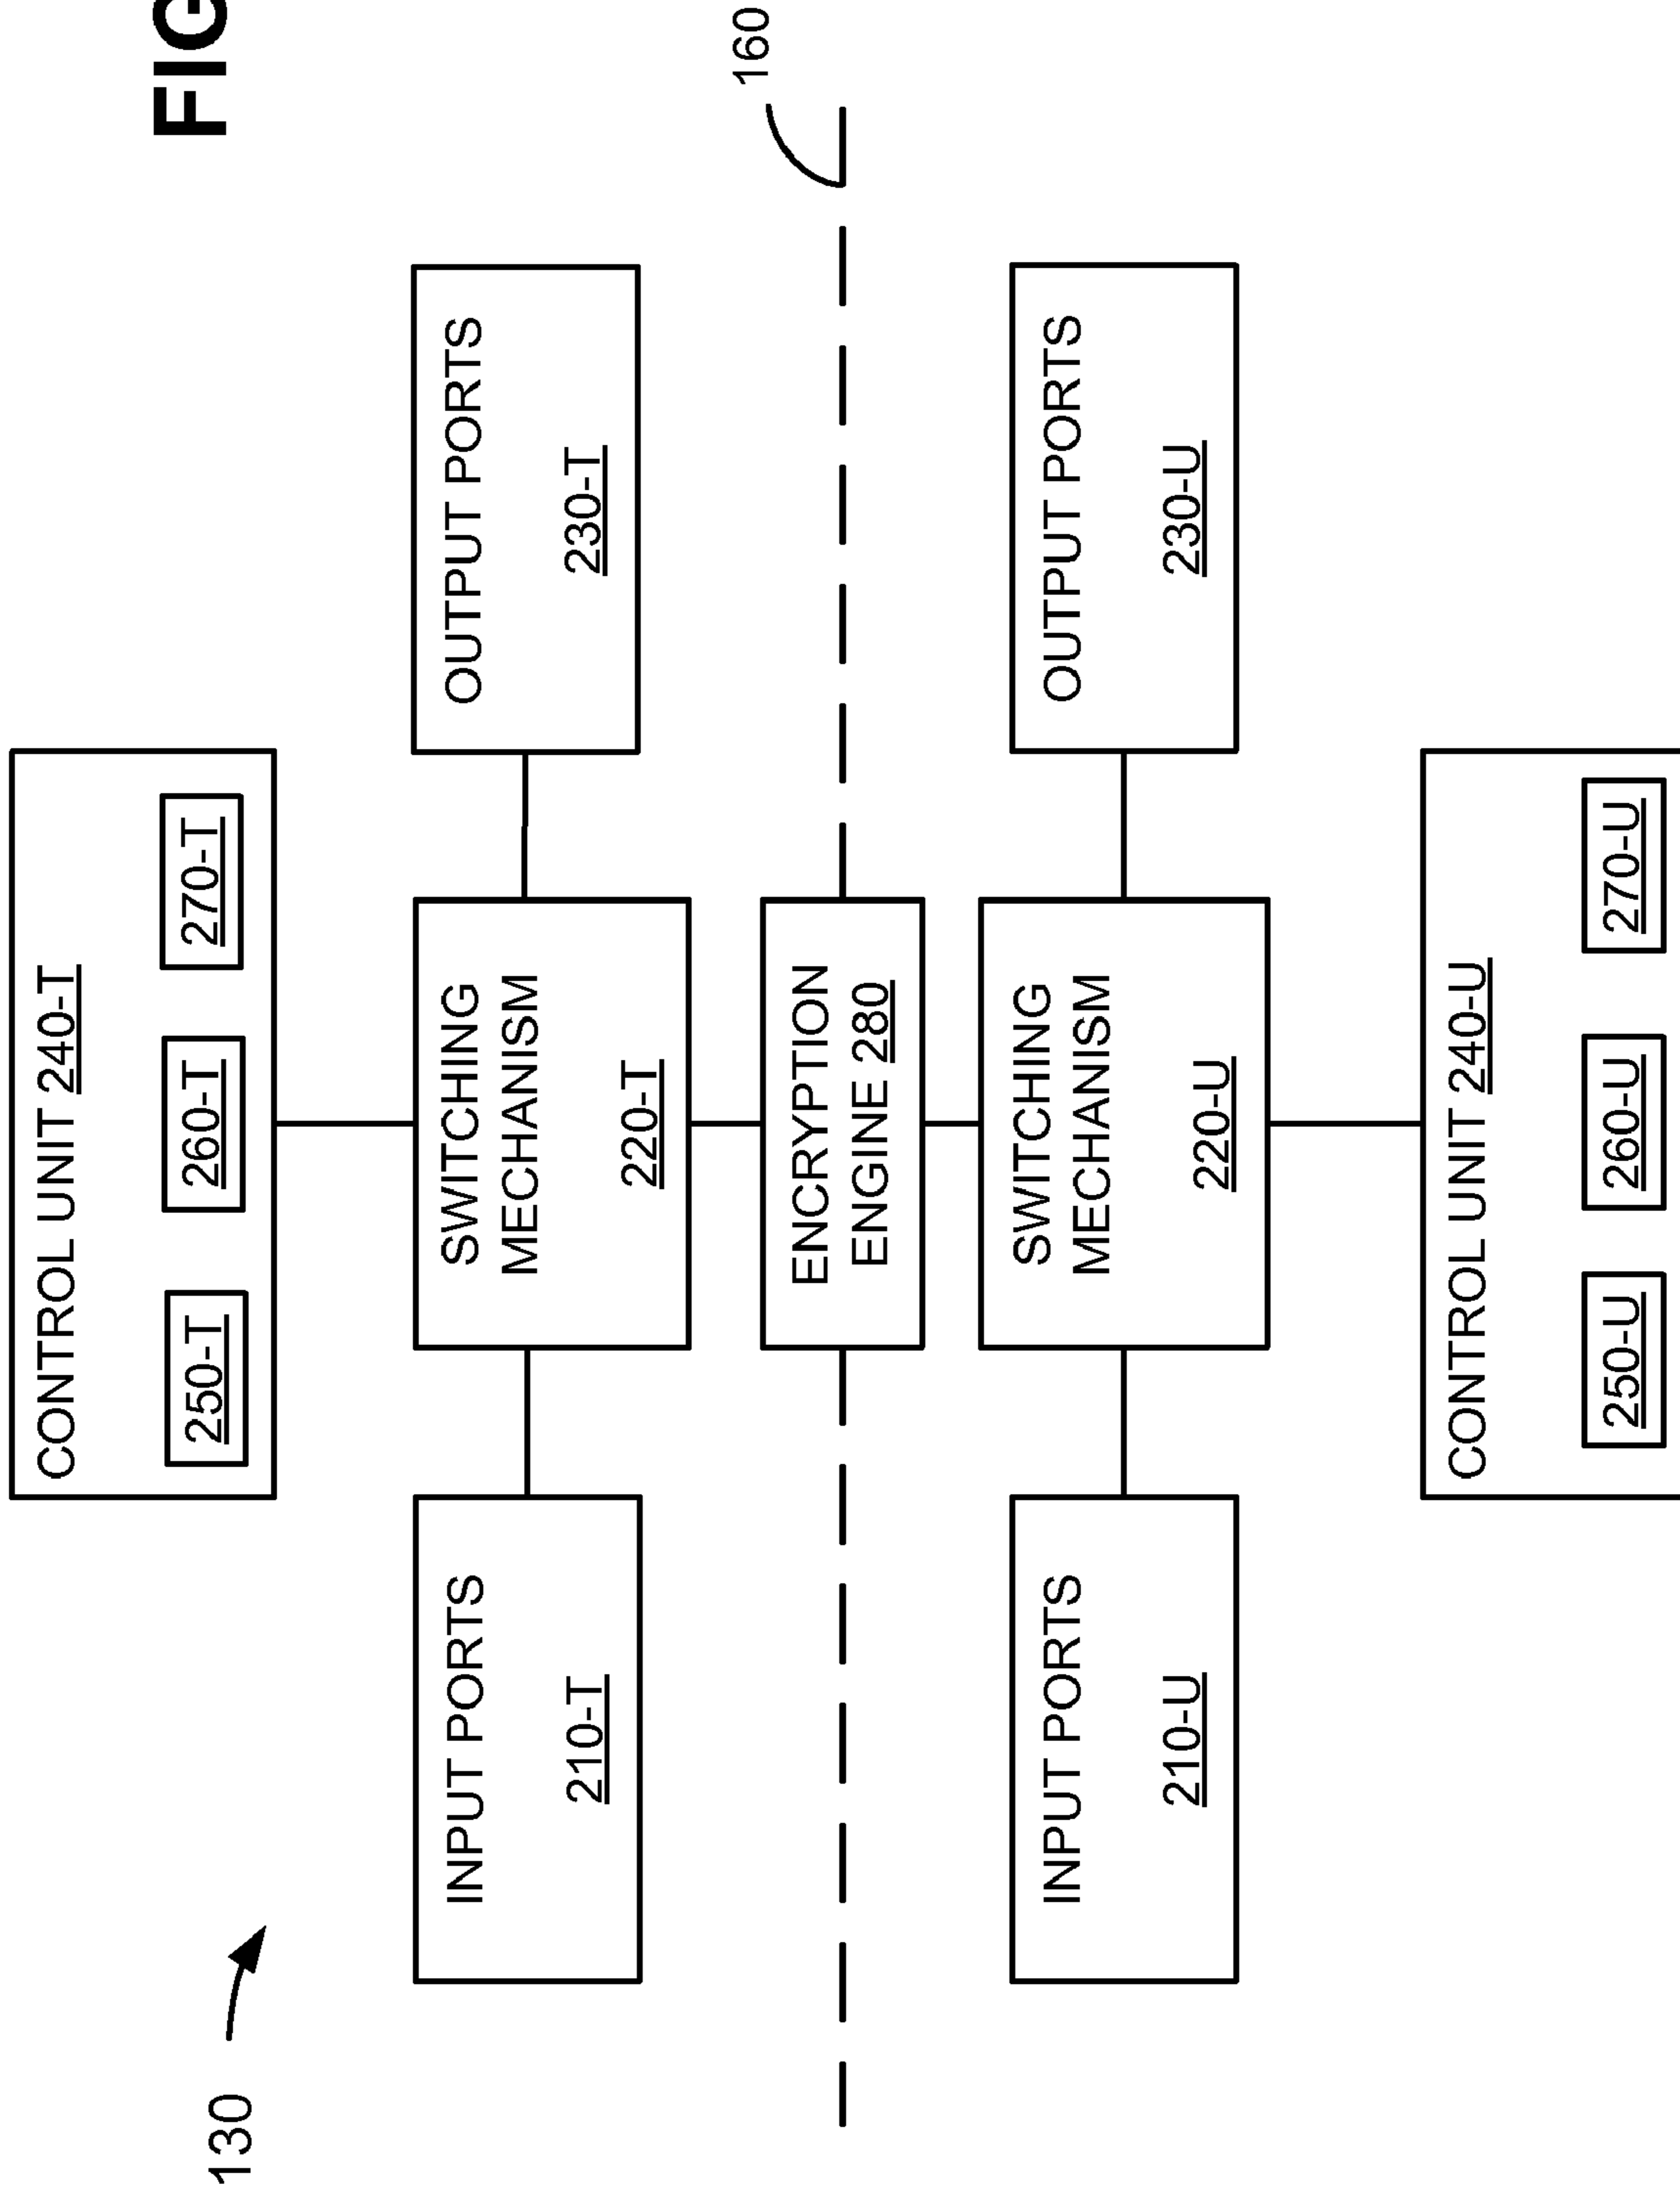 FIG
130
CONTROL UNIT 240-T
250-T
260-T
270-T
INPUT PORTS
210-T
SWITCHING
MECHANISM
220-T
OUTPUT PORTS
230-T
160
ENCRYPTION
ENGINE 280
INPUT PORTS
210-U
SWITCHING
MECHANISM
220-U
OUTPUT PORTS
230-U
CONTROL UNIT 240-U
250-U
260-U
270-U